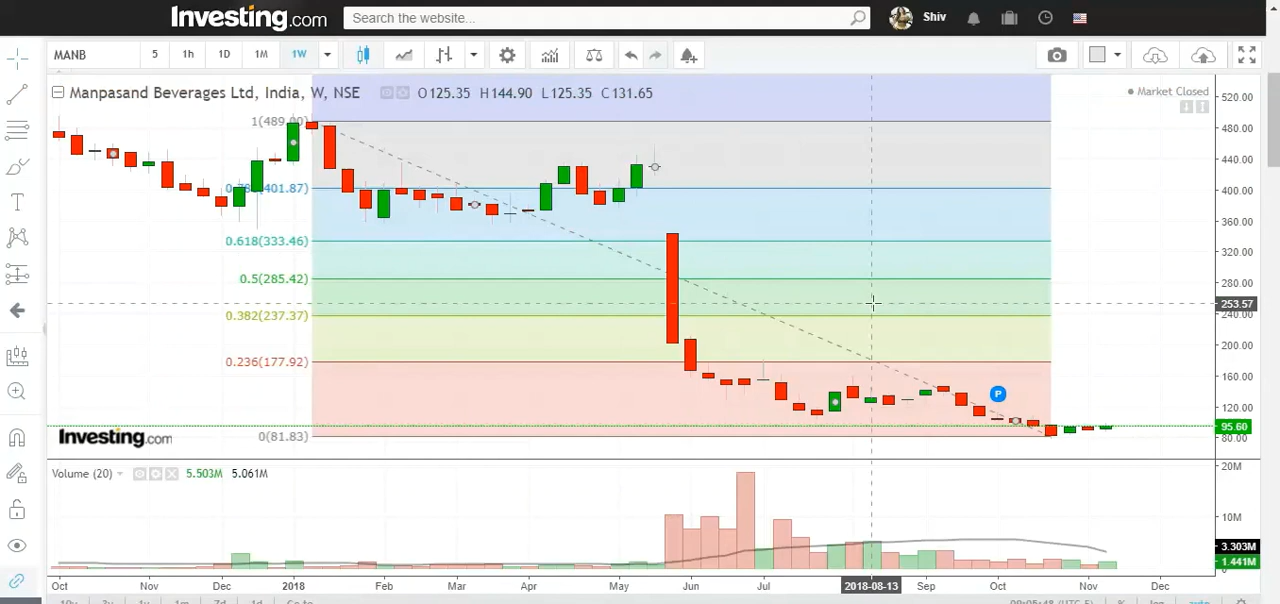 Investing.com
Search the website...
Shiv
MANB 5 1h 1D 1M 1W
Manpasand Beverages Ltd, India, W, NSE O125.35 H144.90 L125.35 C131.65
Market Closed
520.00
480.00
440.00
400.00
360.00
320.00
280.00
253.57
240.00
200.00
160.00
120.00
95.60
80.00
1(489.00)
(401.87)
0.618(333.46)
0.5(285.42)
0.382(237.37)
0.236(177.92)
0(81.83)
P
Investing.com
Volume (20) 5.503M 5.061M
20M
10M
3.303M
1.441M
0
Oct Nov Dec 2018 Feb Mar Apr May Jun Jul 2018-08-13 Sep Oct Nov Dec